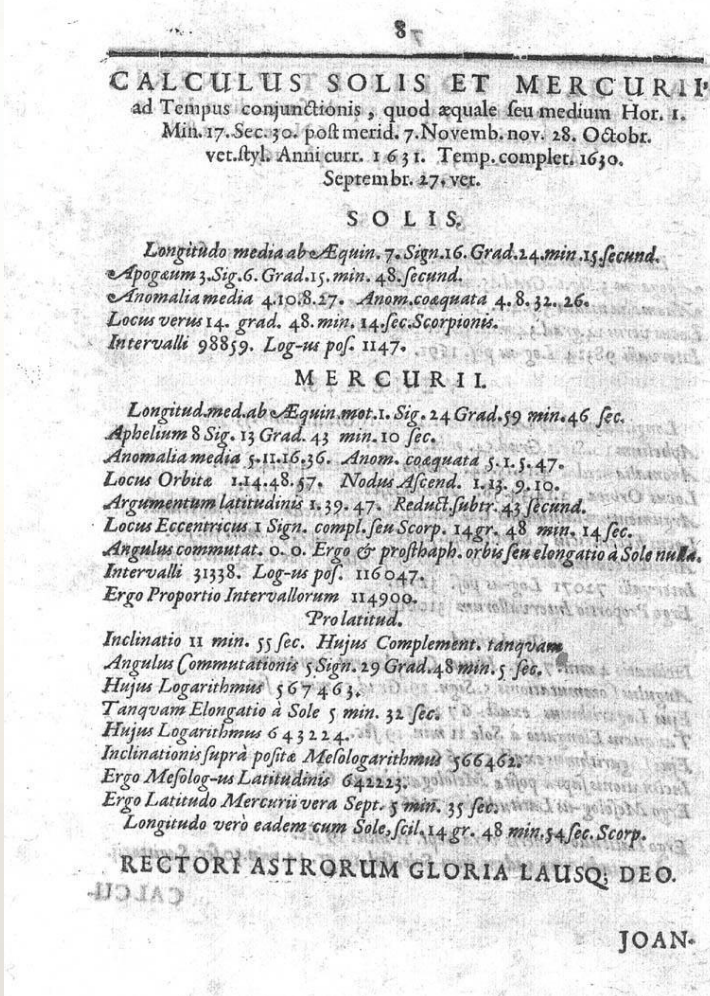 8
CALCULUS SOLIS ET MERCURII
ad Tempus conjunctionis, quod æquale ſeu medium Hor. 1.
Min. 17. Sec. 30. poſt merid. 7. Novemb. nov. 28. Octobr.
vet. ſtyl. Anni curr. 1631. Temp. complet. 1630.
Septembr. 27. vet.
SOLIS.
Longitudo media ab Æquin. 7. Sign. 16. Grad. 24. min. 15. ſecund.
Apogæum 3. Sig. 6. Grad. 15. min. 48. ſecund.
Anomalia media 4.10.8.27. Anom. coæquata 4. 8. 32. 26.
Locus verus 14. grad. 48. min. 14. ſec. Scorpionis.
Intervalli 98859. Log-us poſ. 1147.
MERCURII.
Longitud. med. ab Æquin. mot. 1. Sig. 24 Grad. 59 min. 46 ſec.
Aphelium 8 Sig. 13 Grad. 43 min. 10 ſec.
Anomalia media 5.11.16.36. Anom. coæquata 5.1.5.47.
Locus Orbitæ 1.14.48.57. Nodus Aſcend. 1.13.9.10.
Argumentum latitudinis 1.39.47. Reduct. ſubtr. 43 ſecund.
Locus Eccentricus 1 Sign. compl. ſeu Scorp. 14 gr. 48 min. 14 ſec.
Angulus commutat. 0. 0. Ergo & proſthaph. orbis ſeu elongatio à Sole nulla.
Intervalli 31338. Log-us poſ. 116047.
Ergo Proportio Intervallorum 114900.
Pro latitud.
Inclinatio 11 min. 55 ſec. Hujus Complement. tanqvam
Angulus Commutationis 5 Sign. 29 Grad. 48 min. 5 ſec.
Hujus Logarithmus 567463.
Tanqvam Elongatio à Sole 5 min. 32 ſec.
Hujus Logarithmus 643224.
Inclinationis ſuprà poſitæ Meſologarithmus 566462.
Ergo Meſolog-us Latitudinis 642223.
Ergo Latitudo Mercurii vera Sept. 5 min. 35 ſec.
Longitudo verò eadem cum Sole, ſcil. 14 gr. 48 min. 54 ſec. Scorp.
RECTORI ASTRORUM GLORIA LAUSQ; DEO.
JOAN-